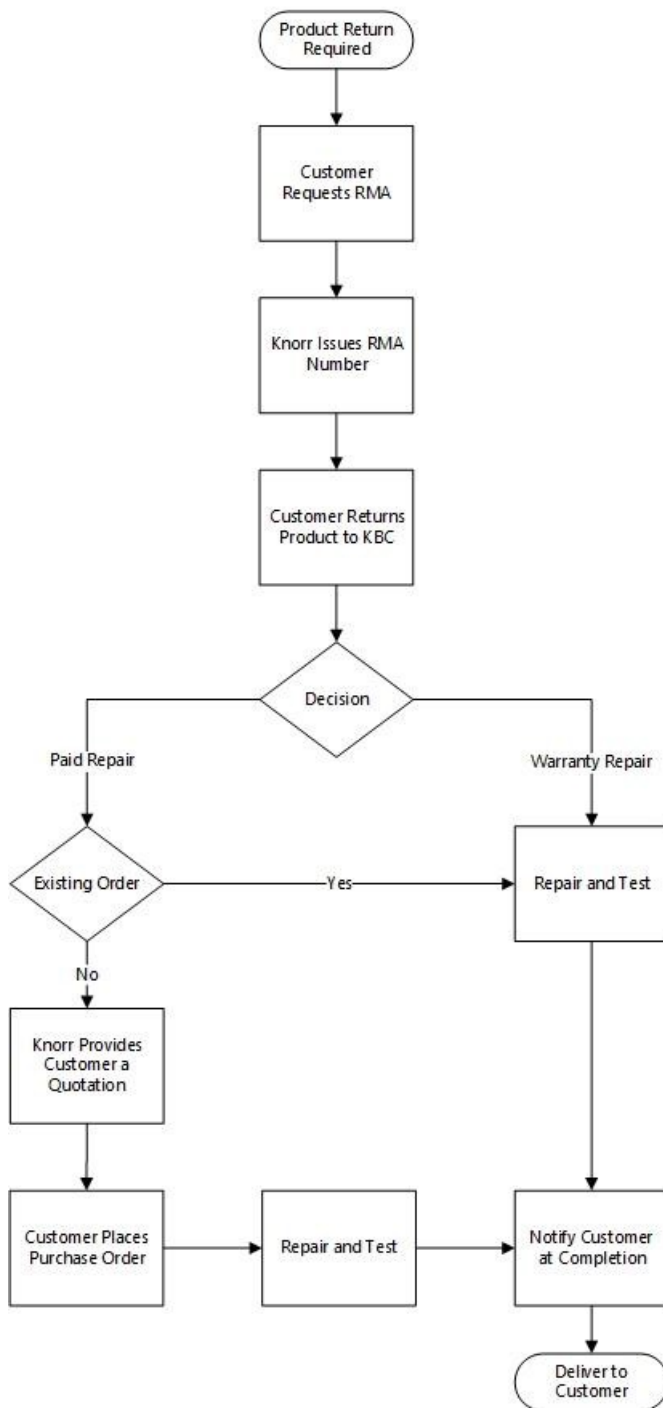 Product Return
Required
Customer
Requests RMA
Knorr Issues RMA
Number
Customer Returns
Product to KBC
Decision
Paid Repair
Warranty Repair
Existing Order
Yes
Repair and Test
No
Knorr Provides
Customer a
Quotation
Customer Places
Purchase Order
Repair and Test
Notify Customer
at Completion
Deliver to
Customer